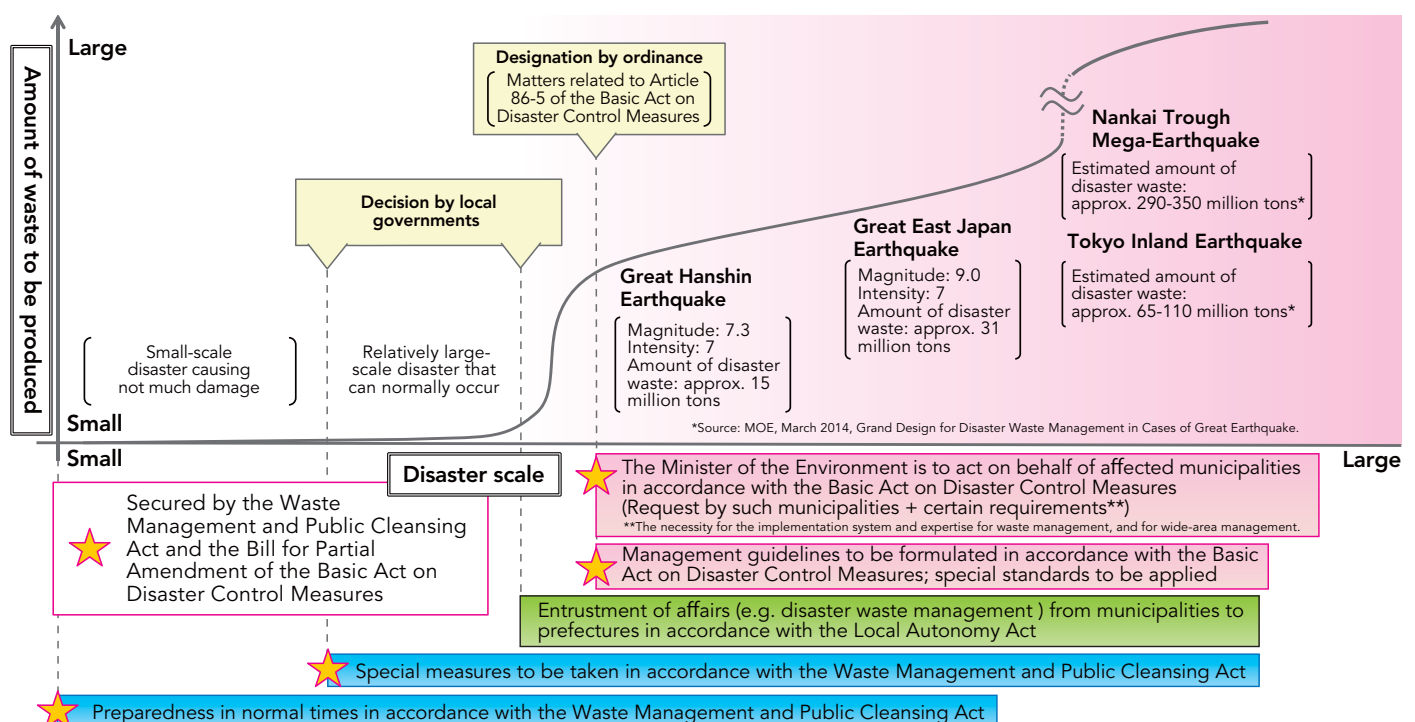 Amount of waste to be produced
Large
Designation by ordinance
Matters related to Article
86-5 of the Basic Act on
Disaster Control Measures
Decision by local
governments
Nankai Trough
Mega-Earthquake
Estimated amount of
disaster waste:
approx. 290-350 million tons*
Great East Japan
Earthquake
Magnitude: 9.0
Intensity: 7
Amount of disaster
waste: approx. 31
million tons
Tokyo Inland Earthquake
Estimated amount of
disaster waste:
approx. 65-110 million tons*
Great Hanshin
Earthquake
Magnitude: 7.3
Intensity: 7
Amount of disaster
waste: approx. 15
million tons
Small-scale
disaster causing
not much damage
Relatively large-
scale disaster that
can normally occur
Small
*Source: MOE, March 2014, Grand Design for Disaster Waste Management in Cases of Great Earthquake.
Small
Disaster scale
Large
Secured by the Waste
Management and Public Cleansing
Act and the Bill for Partial
Amendment of the Basic Act on
Disaster Control Measures
The Minister of the Environment is to act on behalf of affected municipalities
in accordance with the Basic Act on Disaster Control Measures
(Request by such municipalities + certain requirements**)
**The necessity for the implementation system and expertise for waste management, and for wide-area management.
Management guidelines to be formulated in accordance with the Basic
Act on Disaster Control Measures; special standards to be applied
Entrustment of affairs (e.g. disaster waste management ) from municipalities to
prefectures in accordance with the Local Autonomy Act
Special measures to be taken in accordance with the Waste Management and Public Cleansing Act
Preparedness in normal times in accordance with the Waste Management and Public Cleansing Act